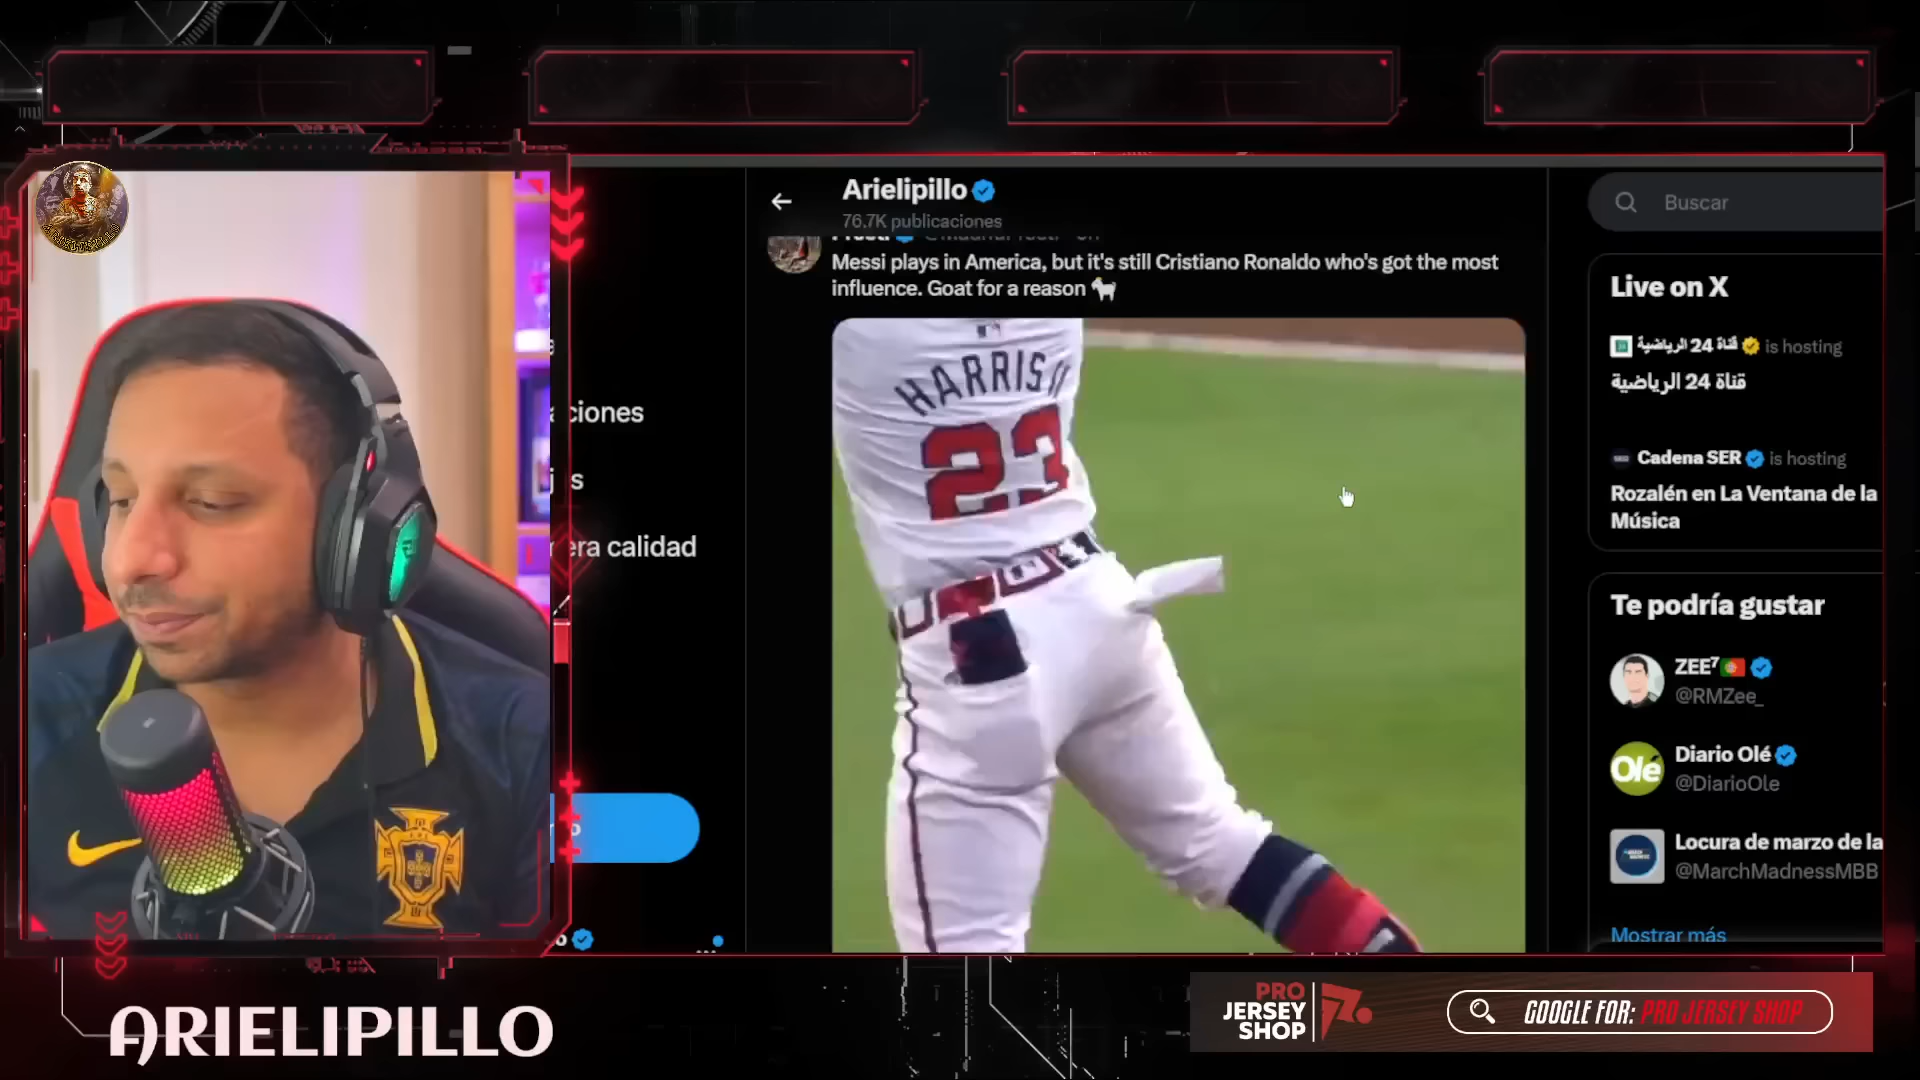 Arielipillo
76.7K publicaciones
Messi plays in America, but it's still Cristiano Ronaldo who's got the most
influence. Goat for a reason
HARRIS
23
ciones
s
era calidad
Buscar
Live on X
قناة 24 الرياضية is hosting
قناة 24 الرياضية
Cadena SER is hosting
Rozalén en La Ventana de la
Música
Te podría gustar
ZEE⁷
@RMZee_
Olé
Diario Olé
@DiarioOle
Locura de marzo de la
@MarchMadnessMBB
Mostrar más
ARIELIPILLO
PRO
JERSEY
SHOP
GOOGLE FOR: PRO JERSEY SHOP